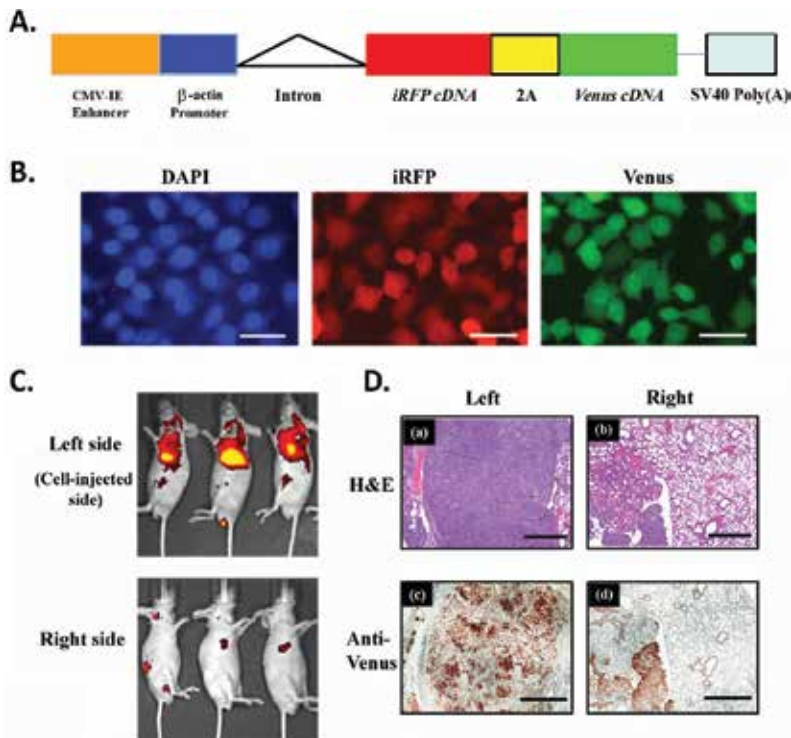 A.
CMV-IE
Enhancer
β-actin
Promoter
Intron
iRFP cDNA
2A
Venus cDNA
SV40 Poly(A)
B.
DAPI
iRFP
Venus
C.
Left side
(Cell-injected
side)
Right side
D.
Left
Right
H&E
(a)
(b)
Anti-
Venus
(c)
(d)